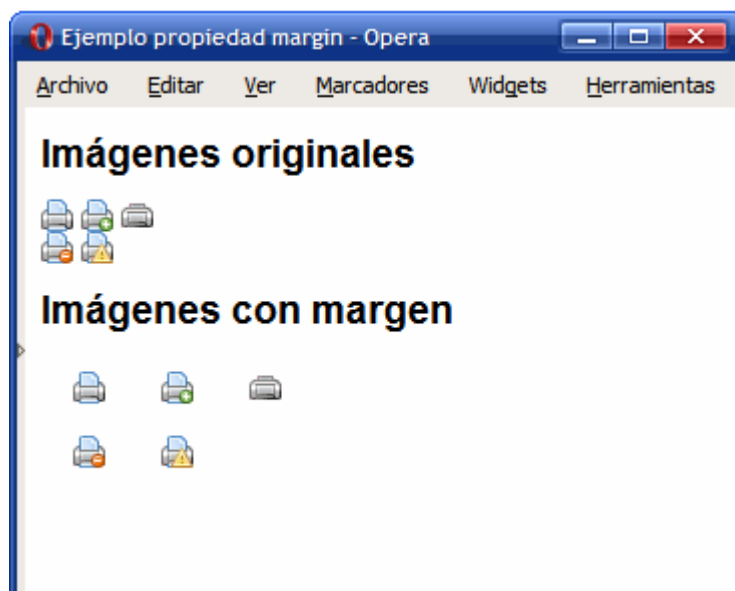 Ejemplo propiedad margin - Opera
Archivo Editar Ver Marcadores Widgets Herramientas
Imágenes originales
Imágenes con margen